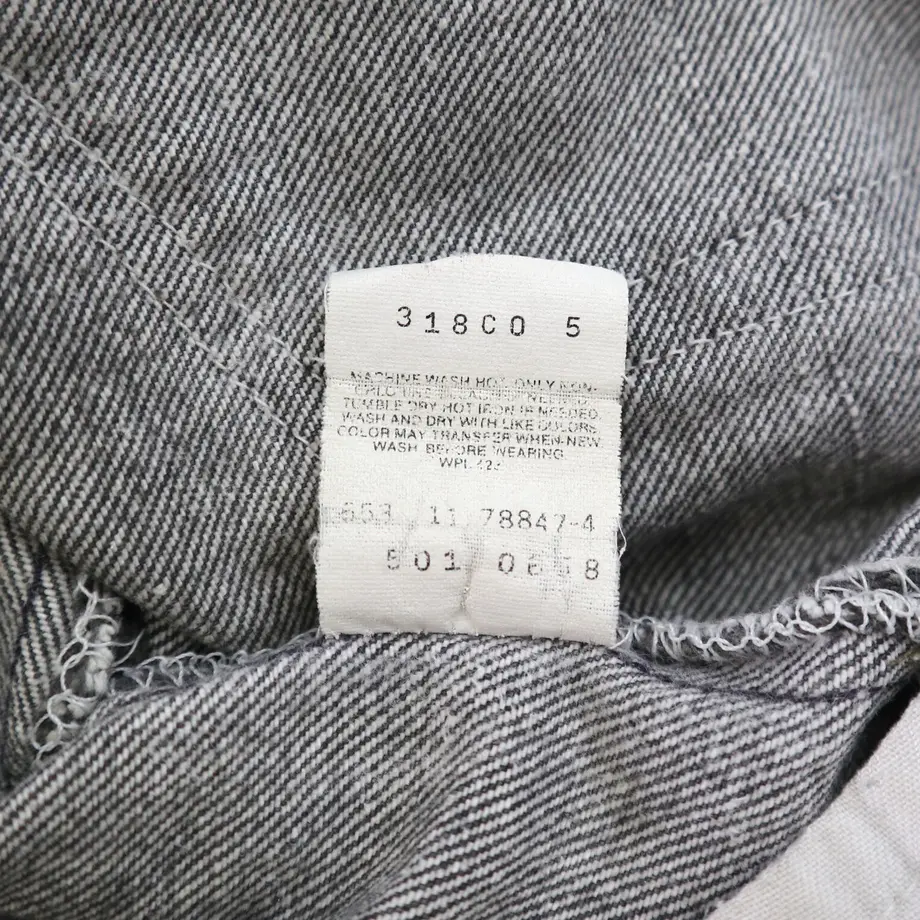 318C0 5
MACHINE WASH HOT ONLY NON-
NEEDED.
TUMBLE DRY HOT IRON IF NEEDED.
WASH AND DRY WITH LIKE COLORS.
COLOR MAY TRANSFER WHEN NEW
WASH BEFORE WEARING.
WPL 423
553 11 78847-4
501 0658